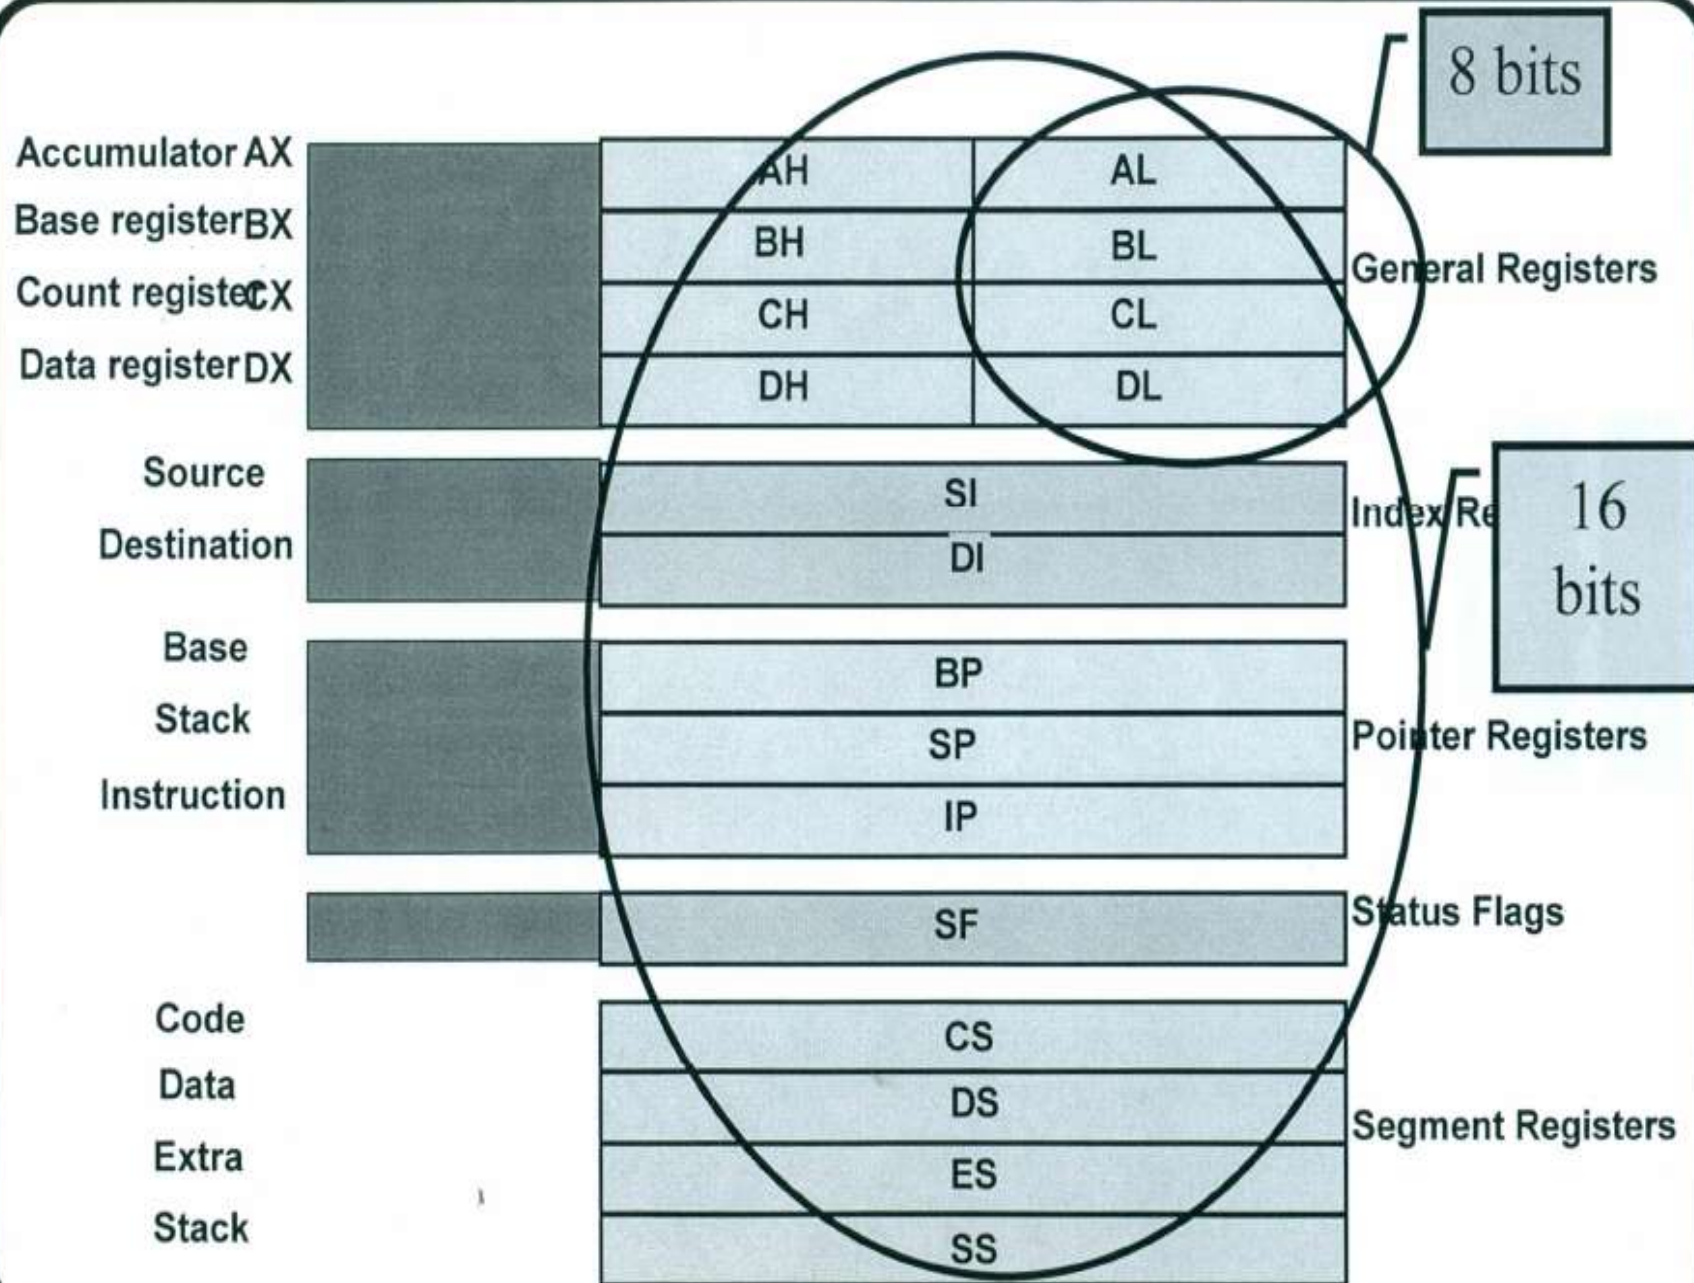 8 bits
Accumulator AX
AH
AL
Base register BX
BH
BL
General Registers
Count register CX
CH
CL
Data register DX
DH
DL
Source
SI
Index Re
16
bits
Destination
DI
Base
BP
Stack
SP
Pointer Registers
Instruction
IP
SF
Status Flags
Code
CS
Data
DS
Segment Registers
Extra
ES
Stack
SS